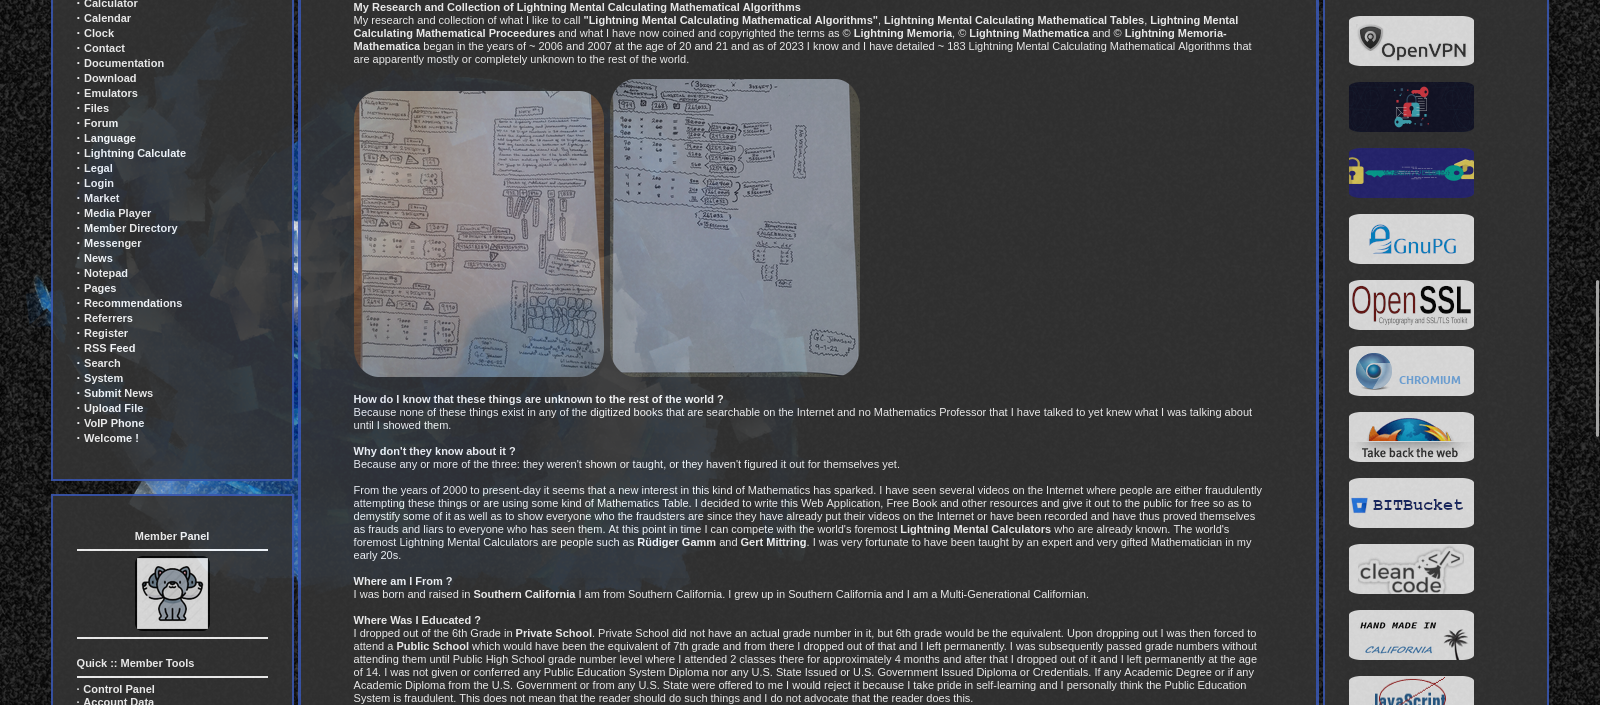 · Calculator
· Calendar
· Clock
· Contact
· Documentation
· Download
· Emulators
· Files
· Forum
· Language
· Lightning Calculate
· Legal
· Login
· Market
· Media Player
· Member Directory
· Messenger
· News
· Notepad
· Pages
· Recommendations
· Referrers
· Register
· RSS Feed
· Search
· System
· Submit News
· Upload File
· VoIP Phone
· Welcome !
Member Panel
Quick :: Member Tools
· Control Panel
· Account Data
My Research and Collection of Lightning Mental Calculating Mathematical Algorithms
My research and collection of what I like to call "Lightning Mental Calculating Mathematical Algorithms", Lightning Mental Calculating Mathematical Tables, Lightning Mental
Calculating Mathematical Proceedures and what I have now coined and copyrighted the terms as © Lightning Memoria, © Lightning Mathematica and © Lightning Memoria-
Mathematica began in the years of ~ 2006 and 2007 at the age of 20 and 21 and as of 2023 I know and I have detailed ~ 183 Lightning Mental Calculating Mathematical Algorithms that
are apparently mostly or completely unknown to the rest of the world.
How do I know that these things are unknown to the rest of the world ?
Because none of these things exist in any of the digitized books that are searchable on the Internet and no Mathematics Professor that I have talked to yet knew what I was talking about
until I showed them.
Why don't they know about it ?
Because any or more of the three: they weren't shown or taught, or they haven't figured it out for themselves yet.
From the years of 2000 to present-day it seems that a new interest in this kind of Mathematics has sparked. I have seen several videos on the Internet where people are either fraudulently
attempting these things or are using some kind of Mathematics Table. I decided to write this Web Application, Free Book and other resources and give it out to the public for free so as to
demystify some of it as well as to show everyone who the fraudsters are since they have already put their videos on the Internet or have been recorded and have thus proved themselves
as frauds and liars to everyone who has seen them. At this point in time I can compete with the world's foremost Lightning Mental Calculators who are already known. The world's
foremost Lightning Mental Calculators are people such as Rüdiger Gamm and Gert Mittring. I was very fortunate to have been taught by an expert and very gifted Mathematician in my
early 20s.
Where am I From ?
I was born and raised in Southern California I am from Southern California. I grew up in Southern California and I am a Multi-Generational Californian.
Where Was I Educated ?
I dropped out of the 6th Grade in Private School. Private School did not have an actual grade number in it, but 6th grade would be the equivalent. Upon dropping out I was then forced to
attend a Public School which would have been the equivalent of 7th grade and from there I dropped out of that and I left permanently. I was subsequently passed grade numbers without
attending them until Public High School grade number level where I attended 2 classes there for approximately 4 months and after that I dropped out of it and I left permanently at the age
of 14. I was not given or conferred any Public Education System Diploma nor any U.S. State Issued or U.S. Government Issued Diploma or Credentials. If any Academic Degree or if any
Academic Diploma from the U.S. Government or from any U.S. State were offered to me I would reject it because I take pride in self-learning and I personally think the Public Education
System is fraudulent. This does not mean that the reader should do such things and I do not advocate that the reader does this.
OpenVPN
GnuPG
OpenSSL
Cryptography and SSL/TLS Toolkit
CHROMIUM
Take back the web
BITBucket
clean
code
HAND MADE IN
CALIFORNIA
JavaScript